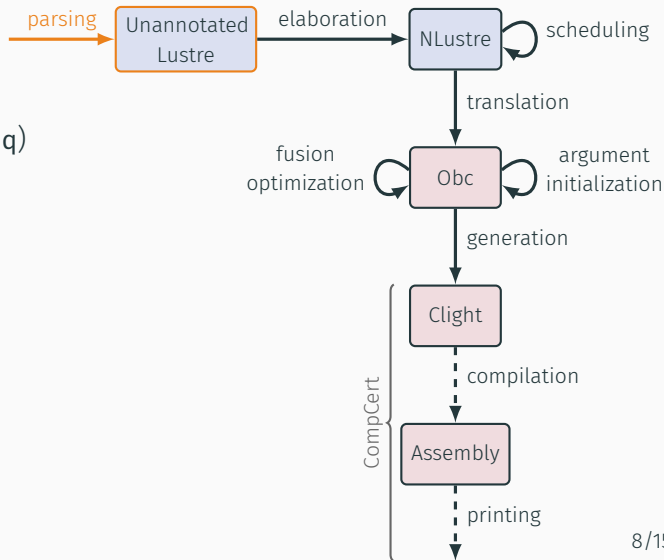 parsing
Unannotated
Lustre
elaboration
NLustre
scheduling
translation
q)
fusion
optimization
Obc
argument
initialization
generation
Clight
CompCert
compilation
Assembly
printing
8/15